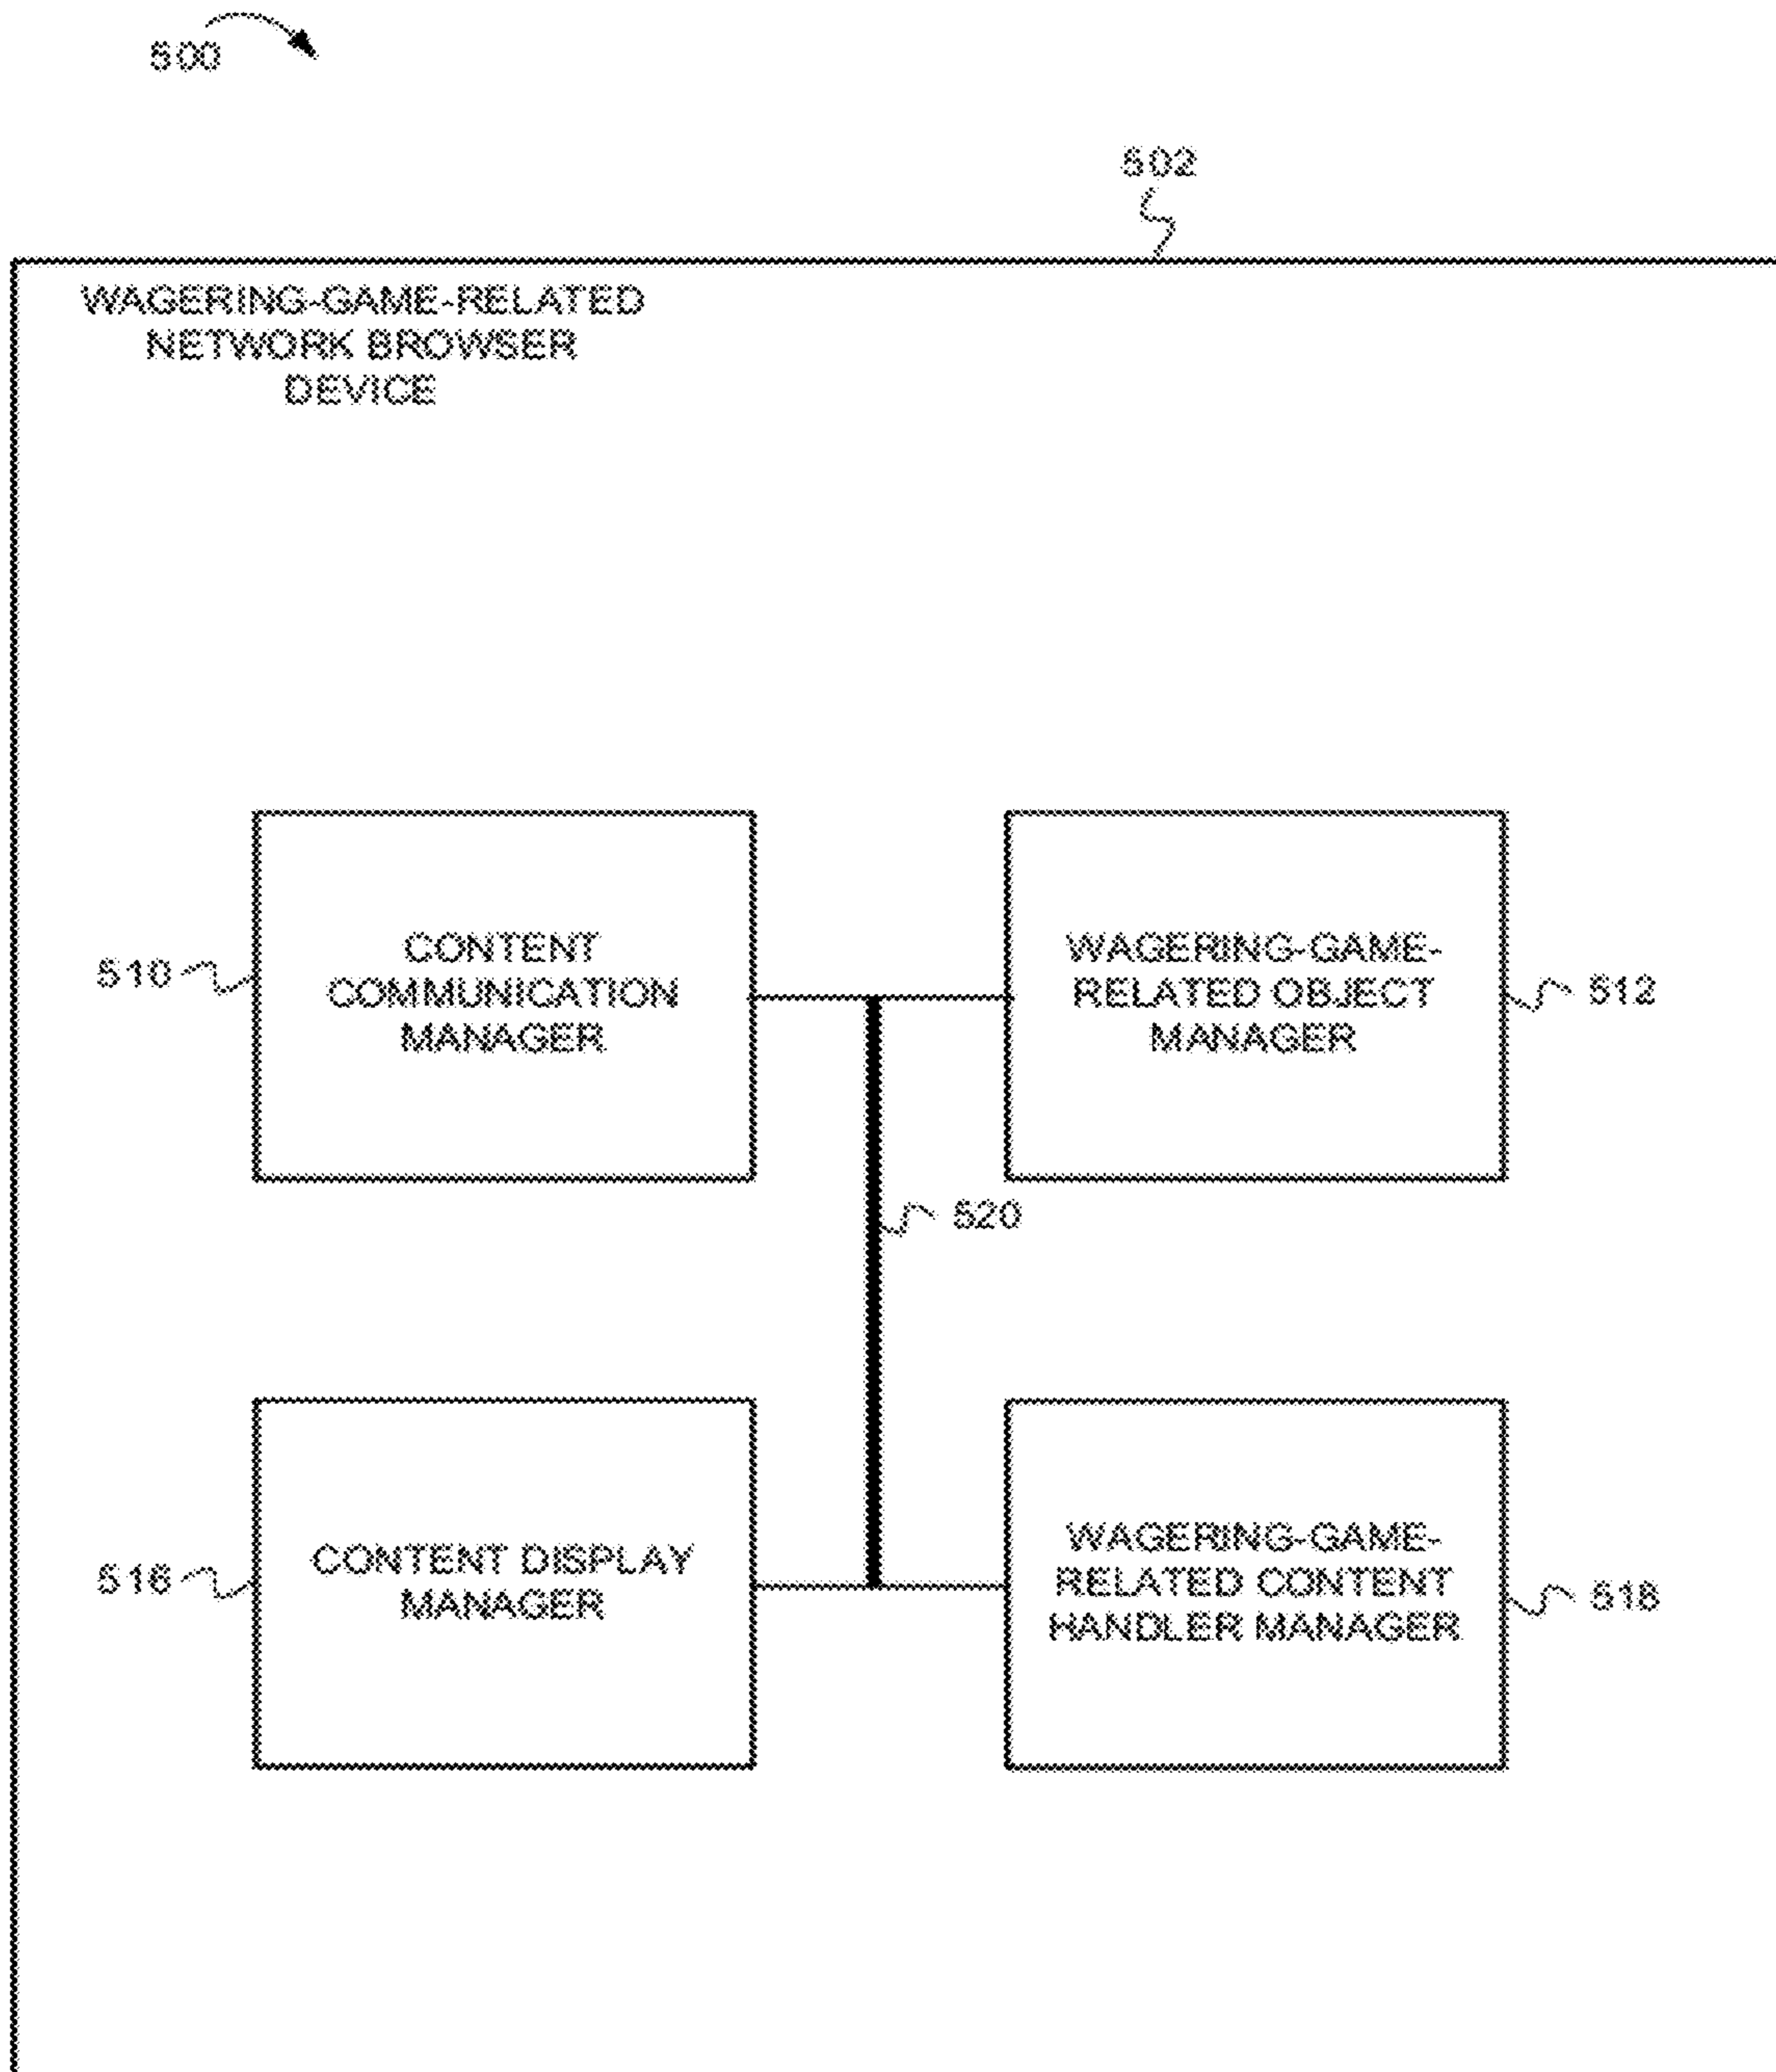 500
502
WAGERING-GAME-RELATED
NETWORK BROWSER
DEVICE
510
CONTENT
COMMUNICATION
MANAGER
WAGERING-GAME-
RELATED OBJECT
MANAGER
512
520
516
CONTENT DISPLAY
MANAGER
WAGERING-GAME-
RELATED CONTENT
HANDLER MANAGER
518